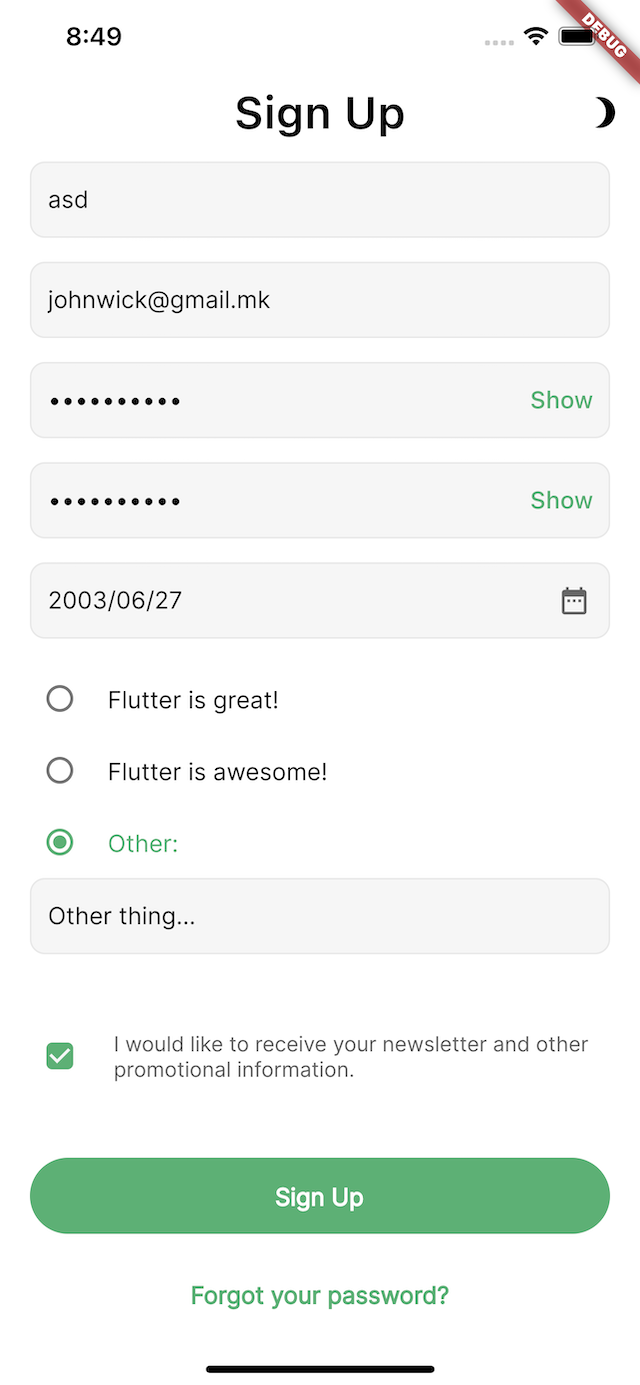 8:49
DEBUG
Sign Up
asd
johnwick@gmail.mk
•••••••••• Show
•••••••••• Show
2003/06/27
Flutter is great!
Flutter is awesome!
Other:
Other thing...
I would like to receive your newsletter and other
promotional information.
Sign Up
Forgot your password?